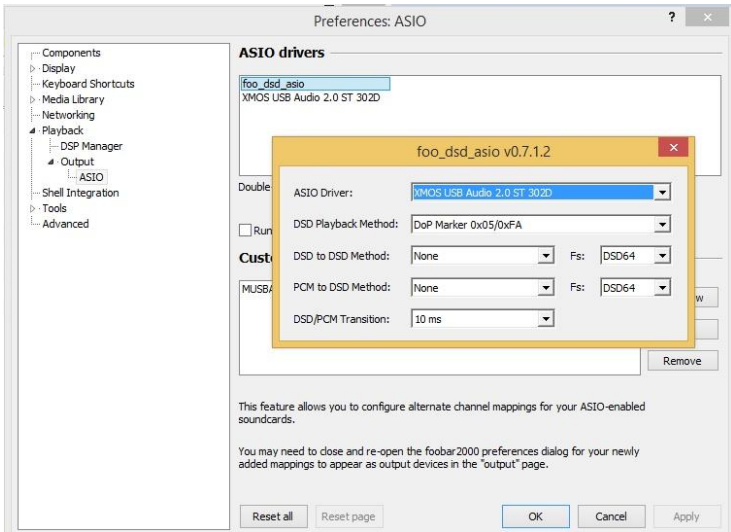 Preferences: ASIO
?
Components
Display
Keyboard Shortcuts
Media Library
Networking
Playback
DSP Manager
Output
ASIO
Shell Integration
Tools
Advanced
ASIO drivers
foo_dsd_asio
XMOS USB Audio 2.0 ST 302D
Double
Run
Cust
MUSBA
w
Remove
foo_dsd_asio v0.7.1.2
ASIO Driver: XMOS USB Audio 2.0 ST 302D
DSD Playback Method: DoP Marker 0x05/0xFA
DSD to DSD Method: None Fs: DSD64
PCM to DSD Method: None Fs: DSD64
DSD/PCM Transition: 10 ms
This feature allows you to configure alternate channel mappings for your ASIO-enabled
soundcards.
You may need to close and re-open the foobar2000 preferences dialog for your newly
added mappings to appear as output devices in the "output" page.
Reset all Reset page OK Cancel Apply